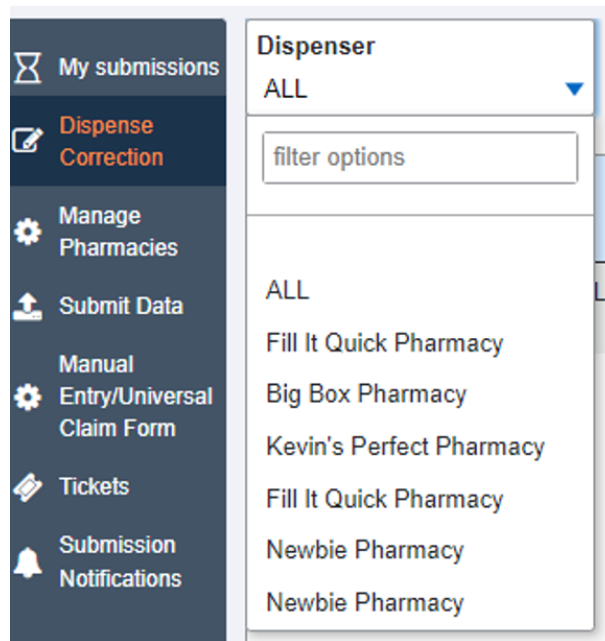 My submissions
Dispense
Correction
Manage
Pharmacies
Submit Data
Manual
Entry/Universal
Claim Form
Tickets
Submission
Notifications
Dispenser
ALL
filter options
ALL
Fill It Quick Pharmacy
Big Box Pharmacy
Kevin's Perfect Pharmacy
Fill It Quick Pharmacy
Newbie Pharmacy
Newbie Pharmacy